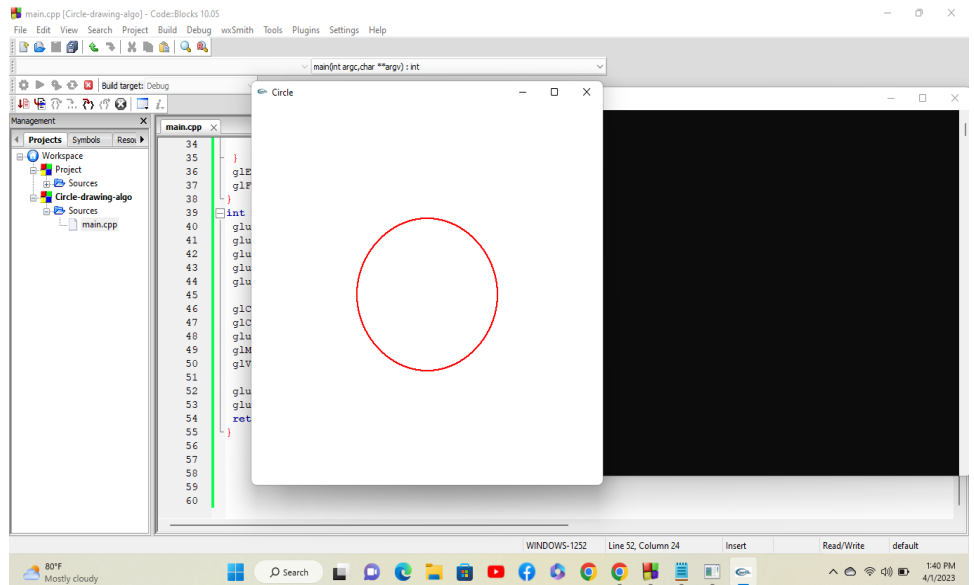 main.cpp [Circle-drawing-algo] - Code::Blocks 10.05
File Edit View Search Project Build Debug wxSmith Tools Plugins Settings Help
main(int argc,char **argv) : int
Build target: Debug
Circle
Management
main.cpp
Projects Symbols Resou
Workspace
Project
Sources
Circle-drawing-algo
Sources
main.cpp
34
35 }
36 glE
37 glF
38 }
39 int
40 glu
41 glu
42 glu
43 glu
44 glu
45
46 glC
47 glC
48 glu
49 glM
50 glV
51
52 glu
53 glu
54 ret
55 }
56
57
58
59
60
WINDOWS-1252 Line 52, Column 24 Insert Read/Write default
80°F
Mostly cloudy
Search
1:40 PM
4/1/2023